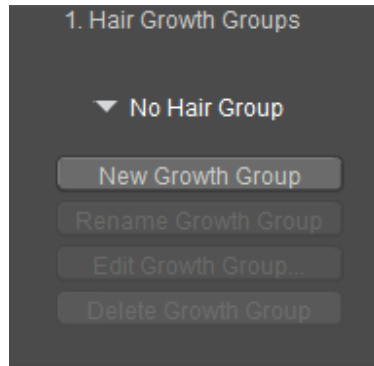 1. Hair Growth Groups
No Hair Group
New Growth Group
Rename Growth Group
Edit Growth Group...
Delete Growth Group